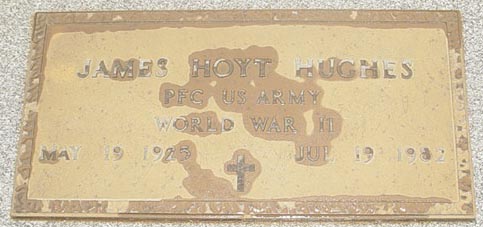 JAMES HOYT HUGHES
PFC US ARMY
WORLD WAR II
MAY 19 1925 JUL 19 1982